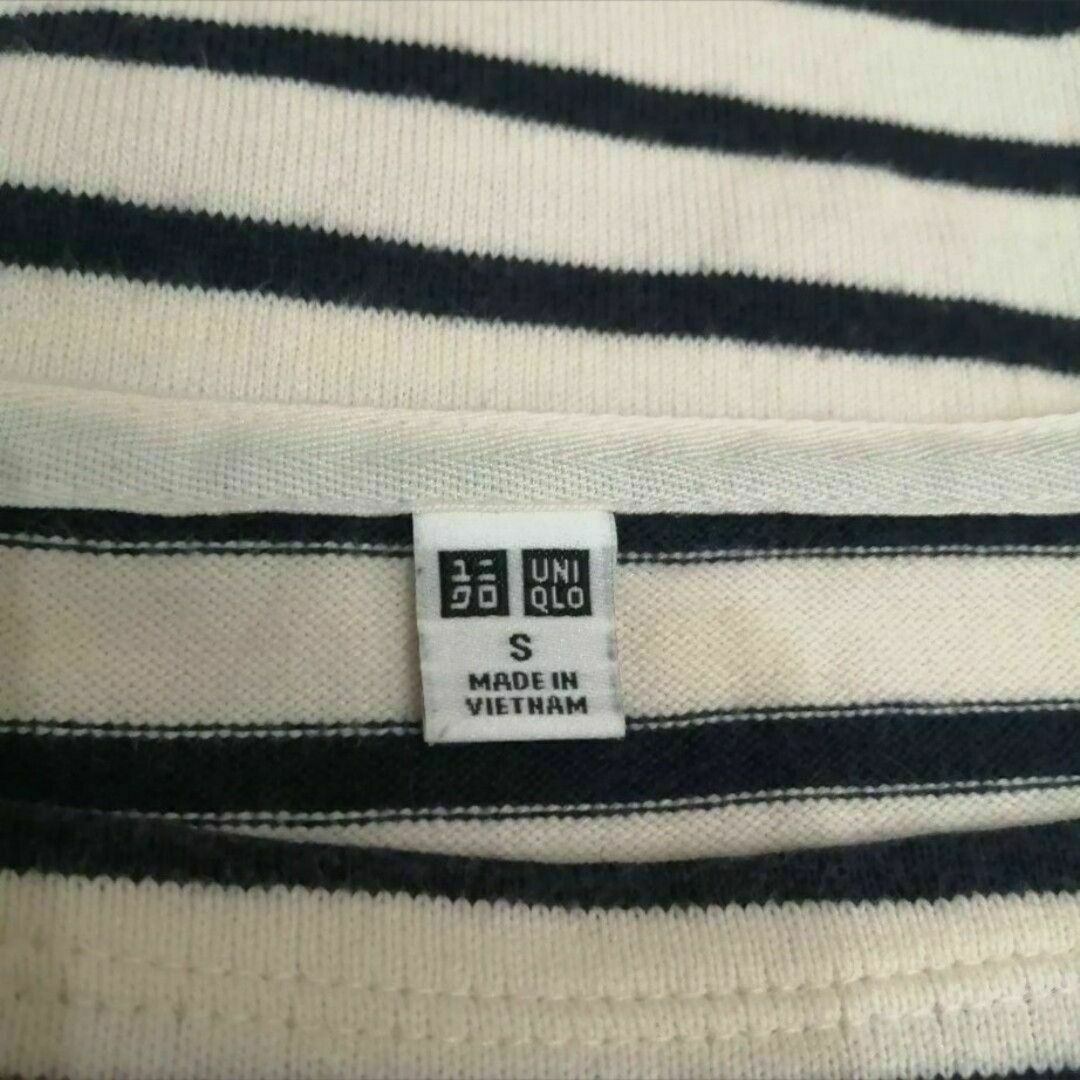 ユニ UNI
クロ QLO
S
MADE IN
VIETNAM